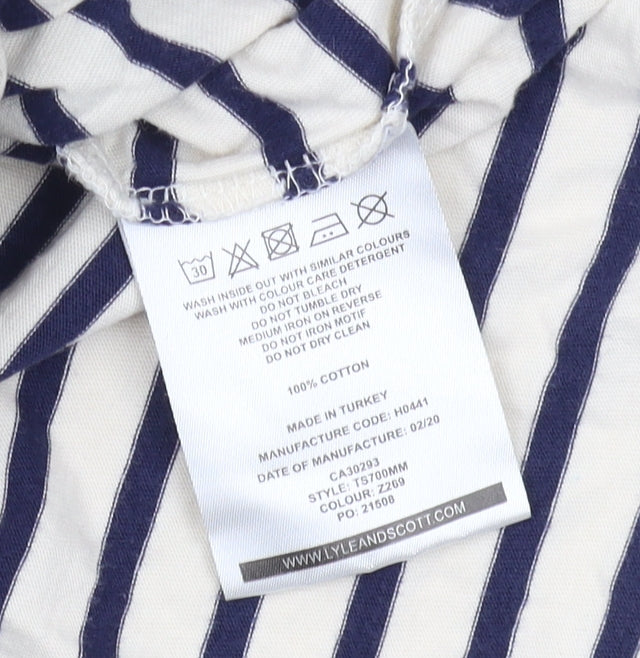 30
WASH INSIDE OUT WITH SIMILAR COLOURS
WASH WITH COLOUR CARE DETERGENT
DO NOT BLEACH
DO NOT TUMBLE DRY
MEDIUM IRON ON REVERSE
DO NOT IRON MOTIF
DO NOT DRY CLEAN
100% COTTON
MADE IN TURKEY
MANUFACTURE CODE: H0441
DATE OF MANUFACTURE: 02/20
CA30293
STYLE: TS700MM
COLOUR: Z269
PO: 21508
WWW.LYLEANDSCOTT.COM